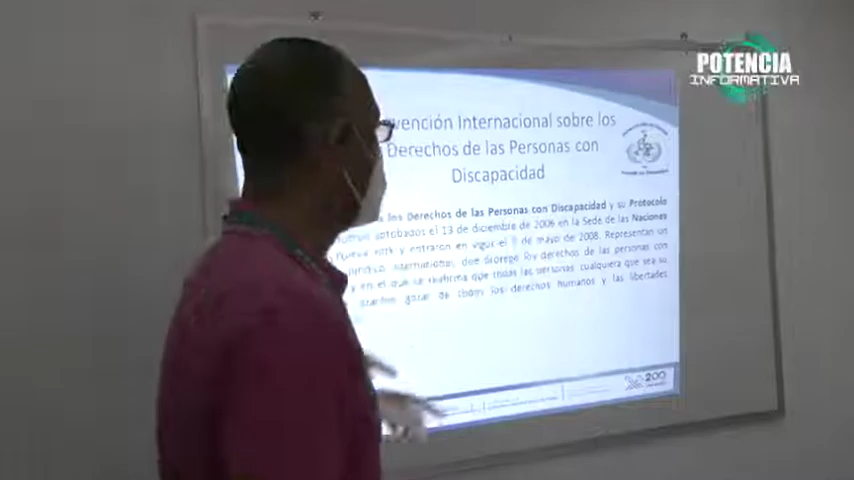 POTENCIA
INFORMATIVA
vención Internacional sobre los
Derechos de las Personas con
Discapacidad
los Derechos de las Personas con Discapacidad y su Protocolo
aprobados el 13 de diciembre de 2006 en la Sede de las Naciones
Nueva York y entraron en vigur el de mayo de 2008. Representan un
jurídico internacional que protege los derechos de las personas con
y en el que se reafirma que todas las personas cualquiera que sea su
gozar de todos los derechos humanos y las libertades
200